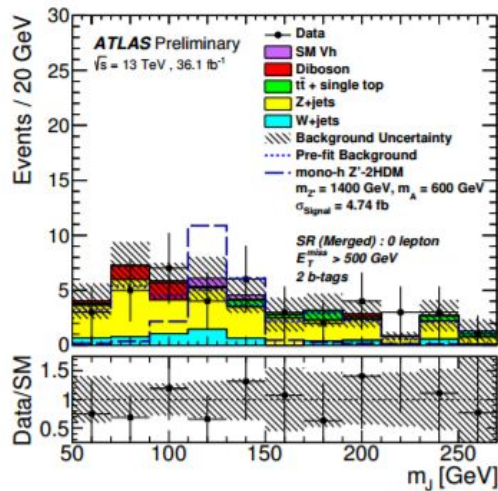 ATLAS Preliminary
√s = 13 TeV , 36.1 fb⁻¹
Data
SM Vh
Diboson
tt̄ + single top
Z+jets
W+jets
Background Uncertainty
Pre-fit Background
mono-h Z'-2HDM
m_Z' = 1400 GeV, m_A = 600 GeV
σ_Signal = 4.74 fb
SR (Merged) : 0 lepton
E_T^miss > 500 GeV
2 b-tags
Events / 20 GeV
30
25
20
15
10
5
0
Data/SM
1.5
1
0.5
50
100
150
200
250
m_J [GeV]